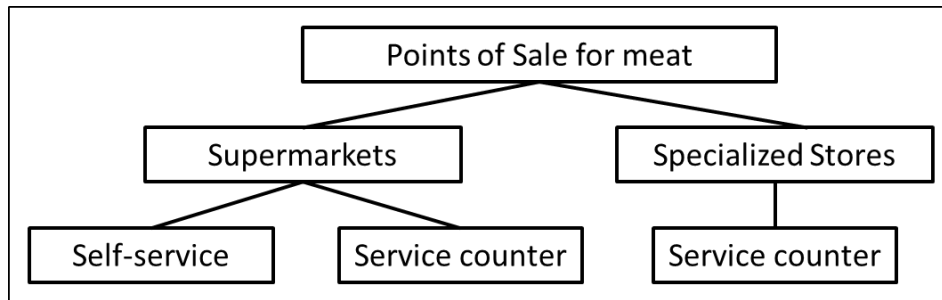 Points of Sale for meat
Supermarkets
Specialized Stores
Self-service
Service counter
Service counter